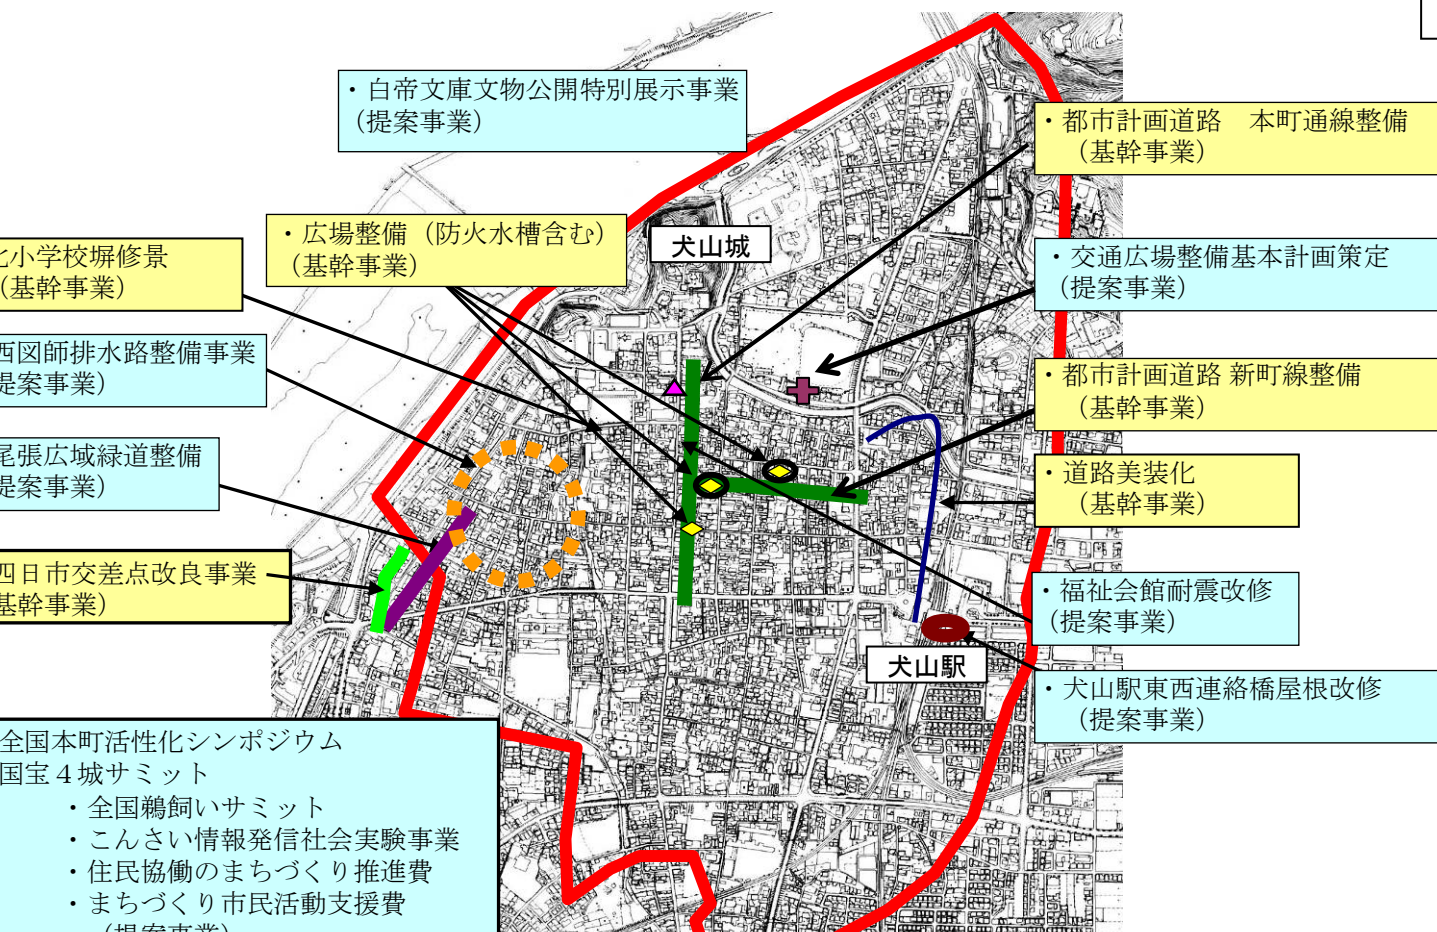 ・白帝文庫文物公開特別展示事業
(提案事業)
・都市計画道路　本町通線整備
(基幹事業)
・広場整備（防火水槽含む）
(基幹事業)
犬山城
北小学校塀修景
(基幹事業)
・交通広場整備基本計画策定
(提案事業)
西図師排水路整備事業
提案事業)
・都市計画道路 新町線整備
(基幹事業)
尾張広域緑道整備
提案事業)
・道路美装化
(基幹事業)
四日市交差点改良事業
基幹事業)
・福祉会館耐震改修
(提案事業)
犬山駅
・犬山駅東西連絡橋屋根改修
(提案事業)
全国本町活性化シンポジウム
国宝４城サミット
・全国鵜飼いサミット
・こんさい情報発信社会実験事業
・住民協働のまちづくり推進費
・まちづくり市民活動支援費
(提案事業)